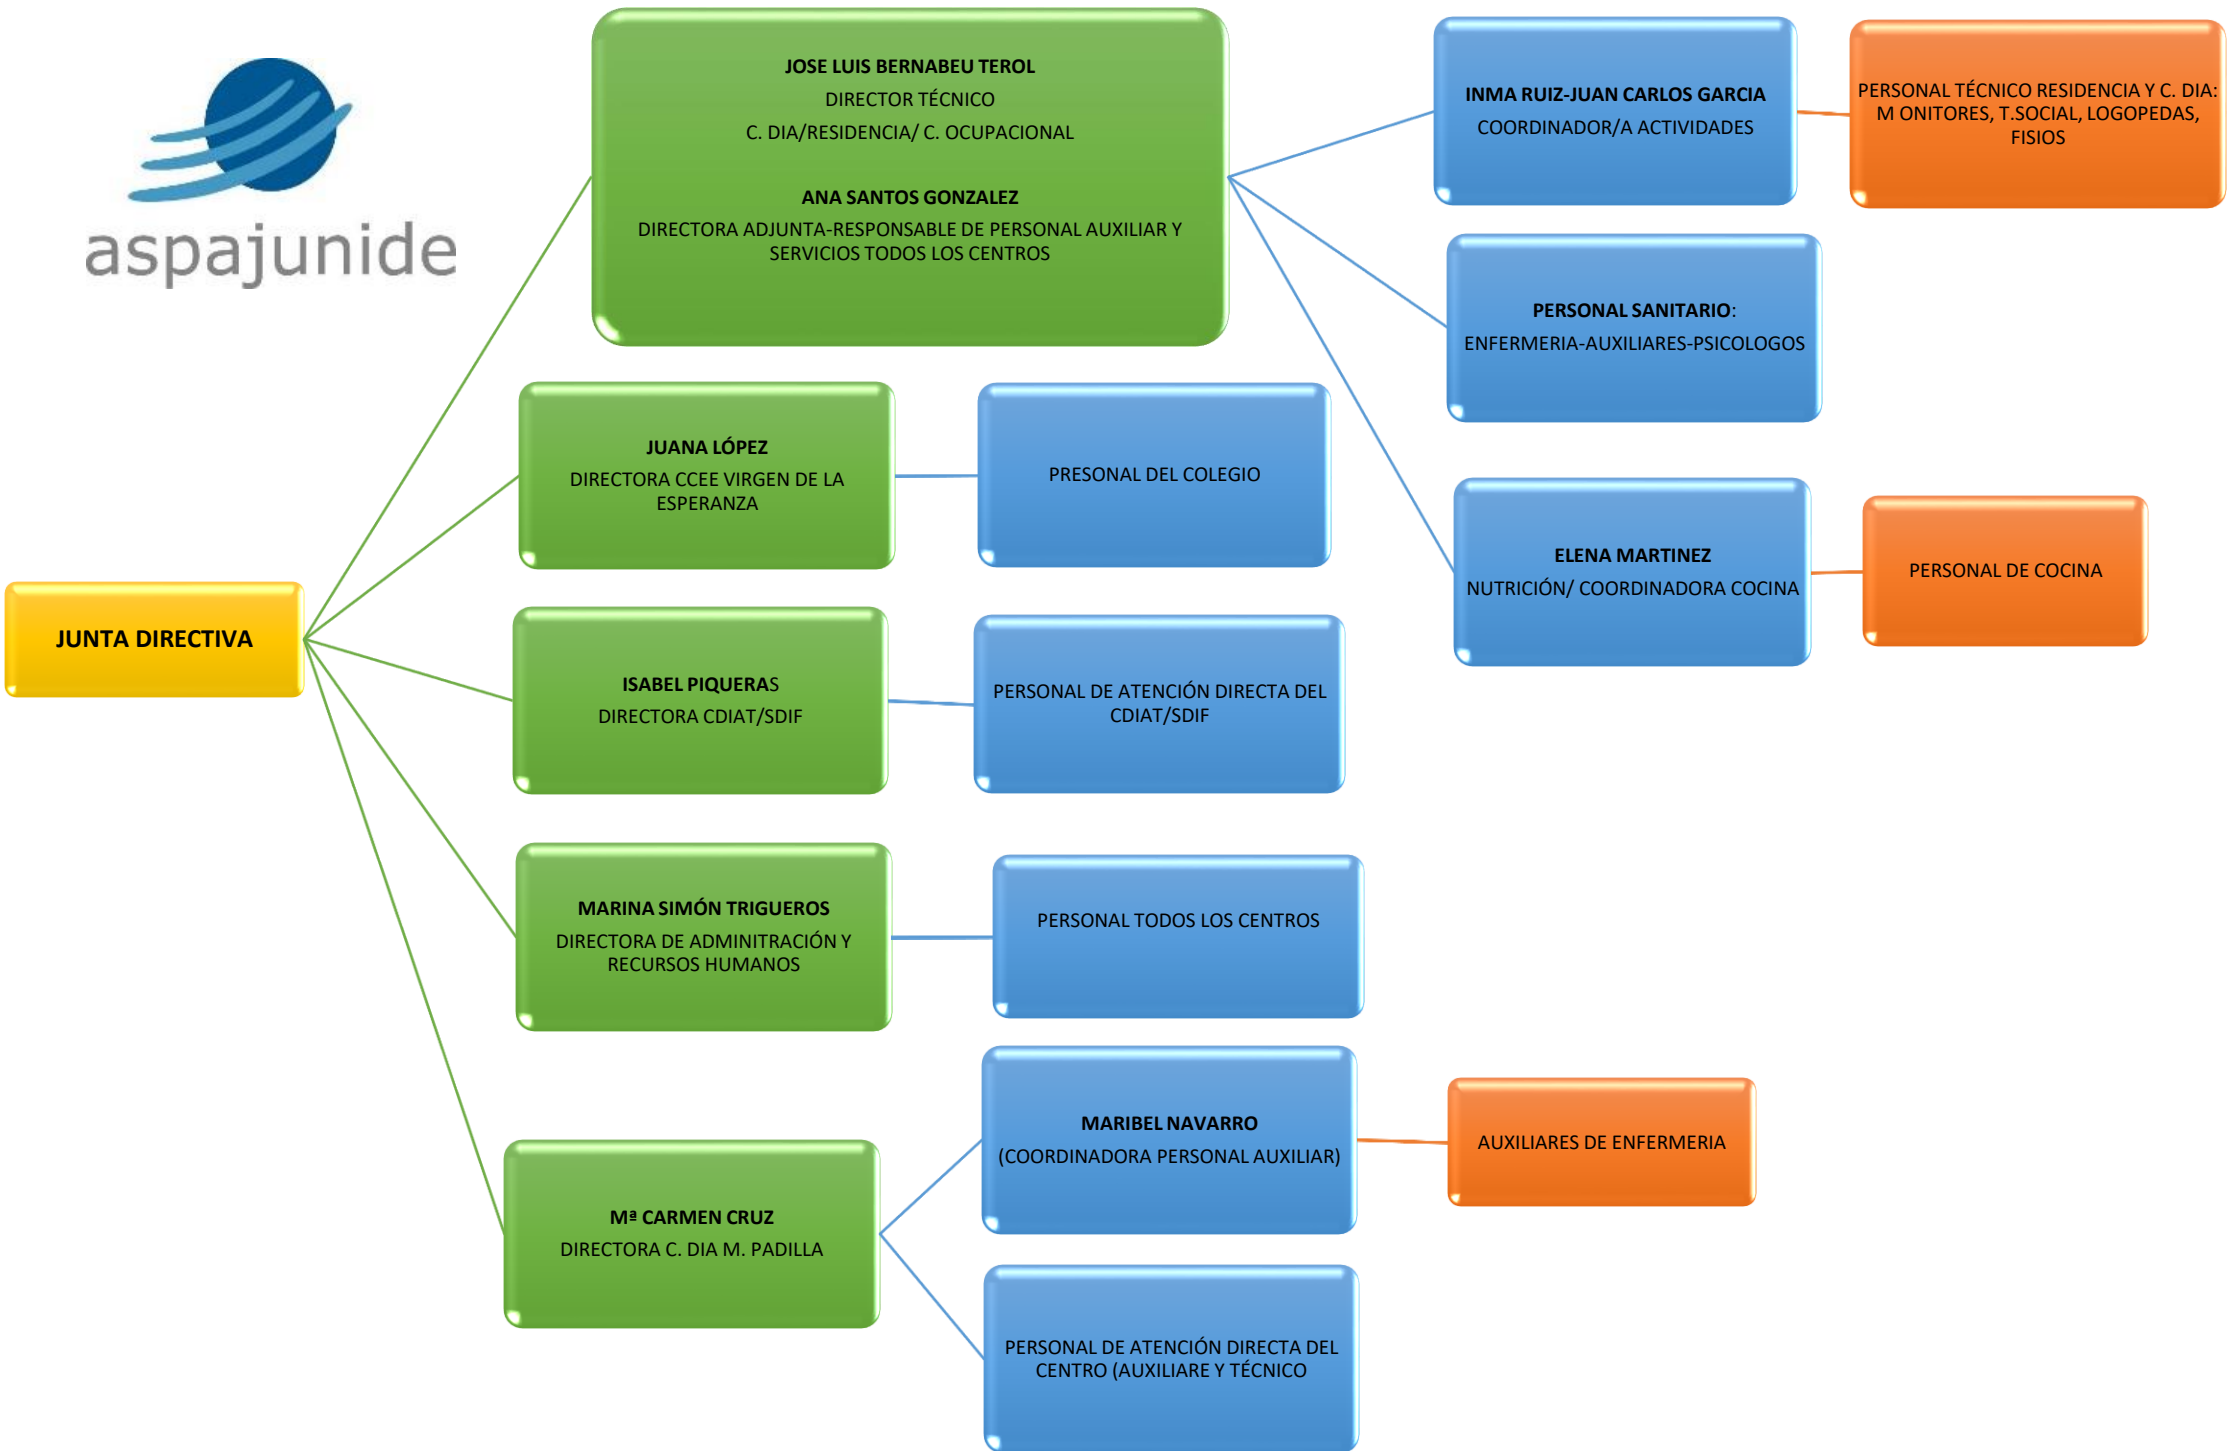 aspajunide
JOSE LUIS BERNABEU TEROL
DIRECTOR TÉCNICO
C. DIA/RESIDENCIA/ C. OCUPACIONAL
ANA SANTOS GONZALEZ
DIRECTORA ADJUNTA-RESPONSABLE DE PERSONAL AUXILIAR Y
SERVICIOS TODOS LOS CENTROS
INMA RUIZ-JUAN CARLOS GARCIA
COORDINADOR/A ACTIVIDADES
PERSONAL TÉCNICO RESIDENCIA Y C. DIA:
M ONITORES, T.SOCIAL, LOGOPEDAS,
FISIOS
PERSONAL SANITARIO:
ENFERMERIA-AUXILIARES-PSICOLOGOS
ELENA MARTINEZ
NUTRICIÓN/ COORDINADORA COCINA
PERSONAL DE COCINA
JUANA LÓPEZ
DIRECTORA CCEE VIRGEN DE LA
ESPERANZA
PRESONAL DEL COLEGIO
JUNTA DIRECTIVA
ISABEL PIQUERAS
DIRECTORA CDIAT/SDIF
PERSONAL DE ATENCIÓN DIRECTA DEL
CDIAT/SDIF
MARINA SIMÓN TRIGUEROS
DIRECTORA DE ADMINITRACIÓN Y
RECURSOS HUMANOS
PERSONAL TODOS LOS CENTROS
Mª CARMEN CRUZ
DIRECTORA C. DIA M. PADILLA
MARIBEL NAVARRO
(COORDINADORA PERSONAL AUXILIAR)
AUXILIARES DE ENFERMERIA
PERSONAL DE ATENCIÓN DIRECTA DEL
CENTRO (AUXILIARE Y TÉCNICO